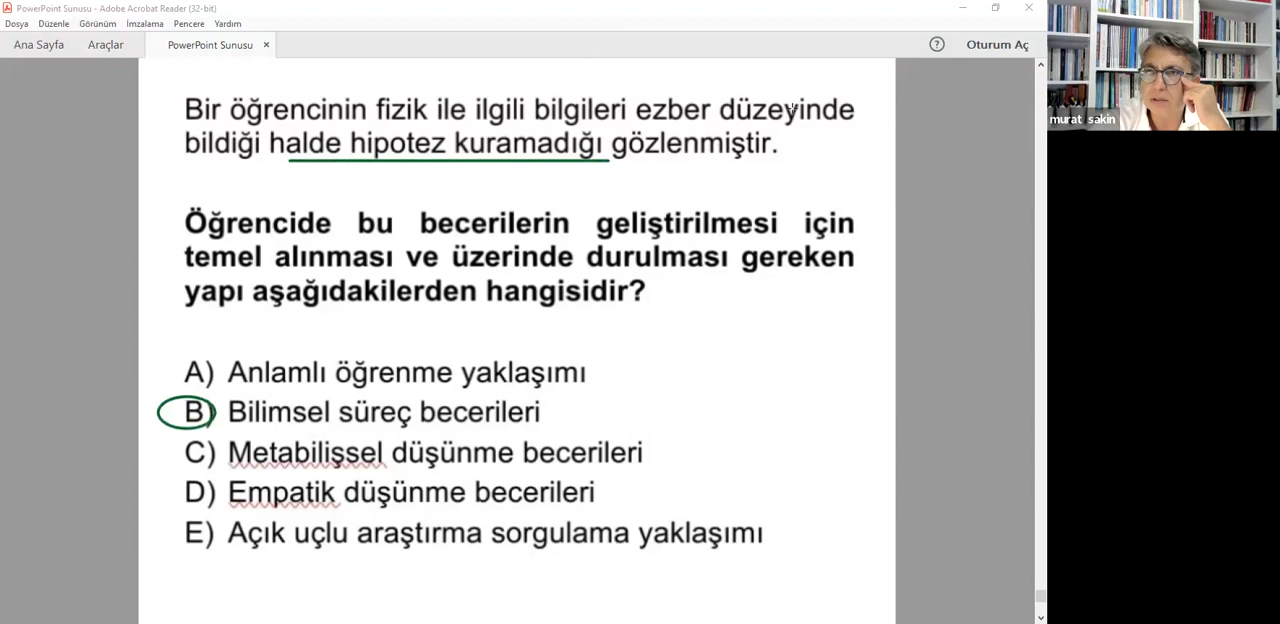 PowerPoint Sunusu - Adobe Acrobat Reader (32-bit)
Dosya Düzenle Görünüm İmzalama Pencere Yardım
Ana Sayfa Araçlar PowerPoint Sunusu × Oturum Aç
Bir öğrencinin fizik ile ilgili bilgileri ezber düzeyinde
bildiği halde hipotez kuramadığı gözlenmiştir.
Öğrencide bu becerilerin geliştirilmesi için
temel alınması ve üzerinde durulması gereken
yapı aşağıdakilerden hangisidir?
A) Anlamlı öğrenme yaklaşımı
B) Bilimsel süreç becerileri
C) Metabilişsel düşünme becerileri
D) Empatik düşünme becerileri
E) Açık uçlu araştırma sorgulama yaklaşımı
murat sakin